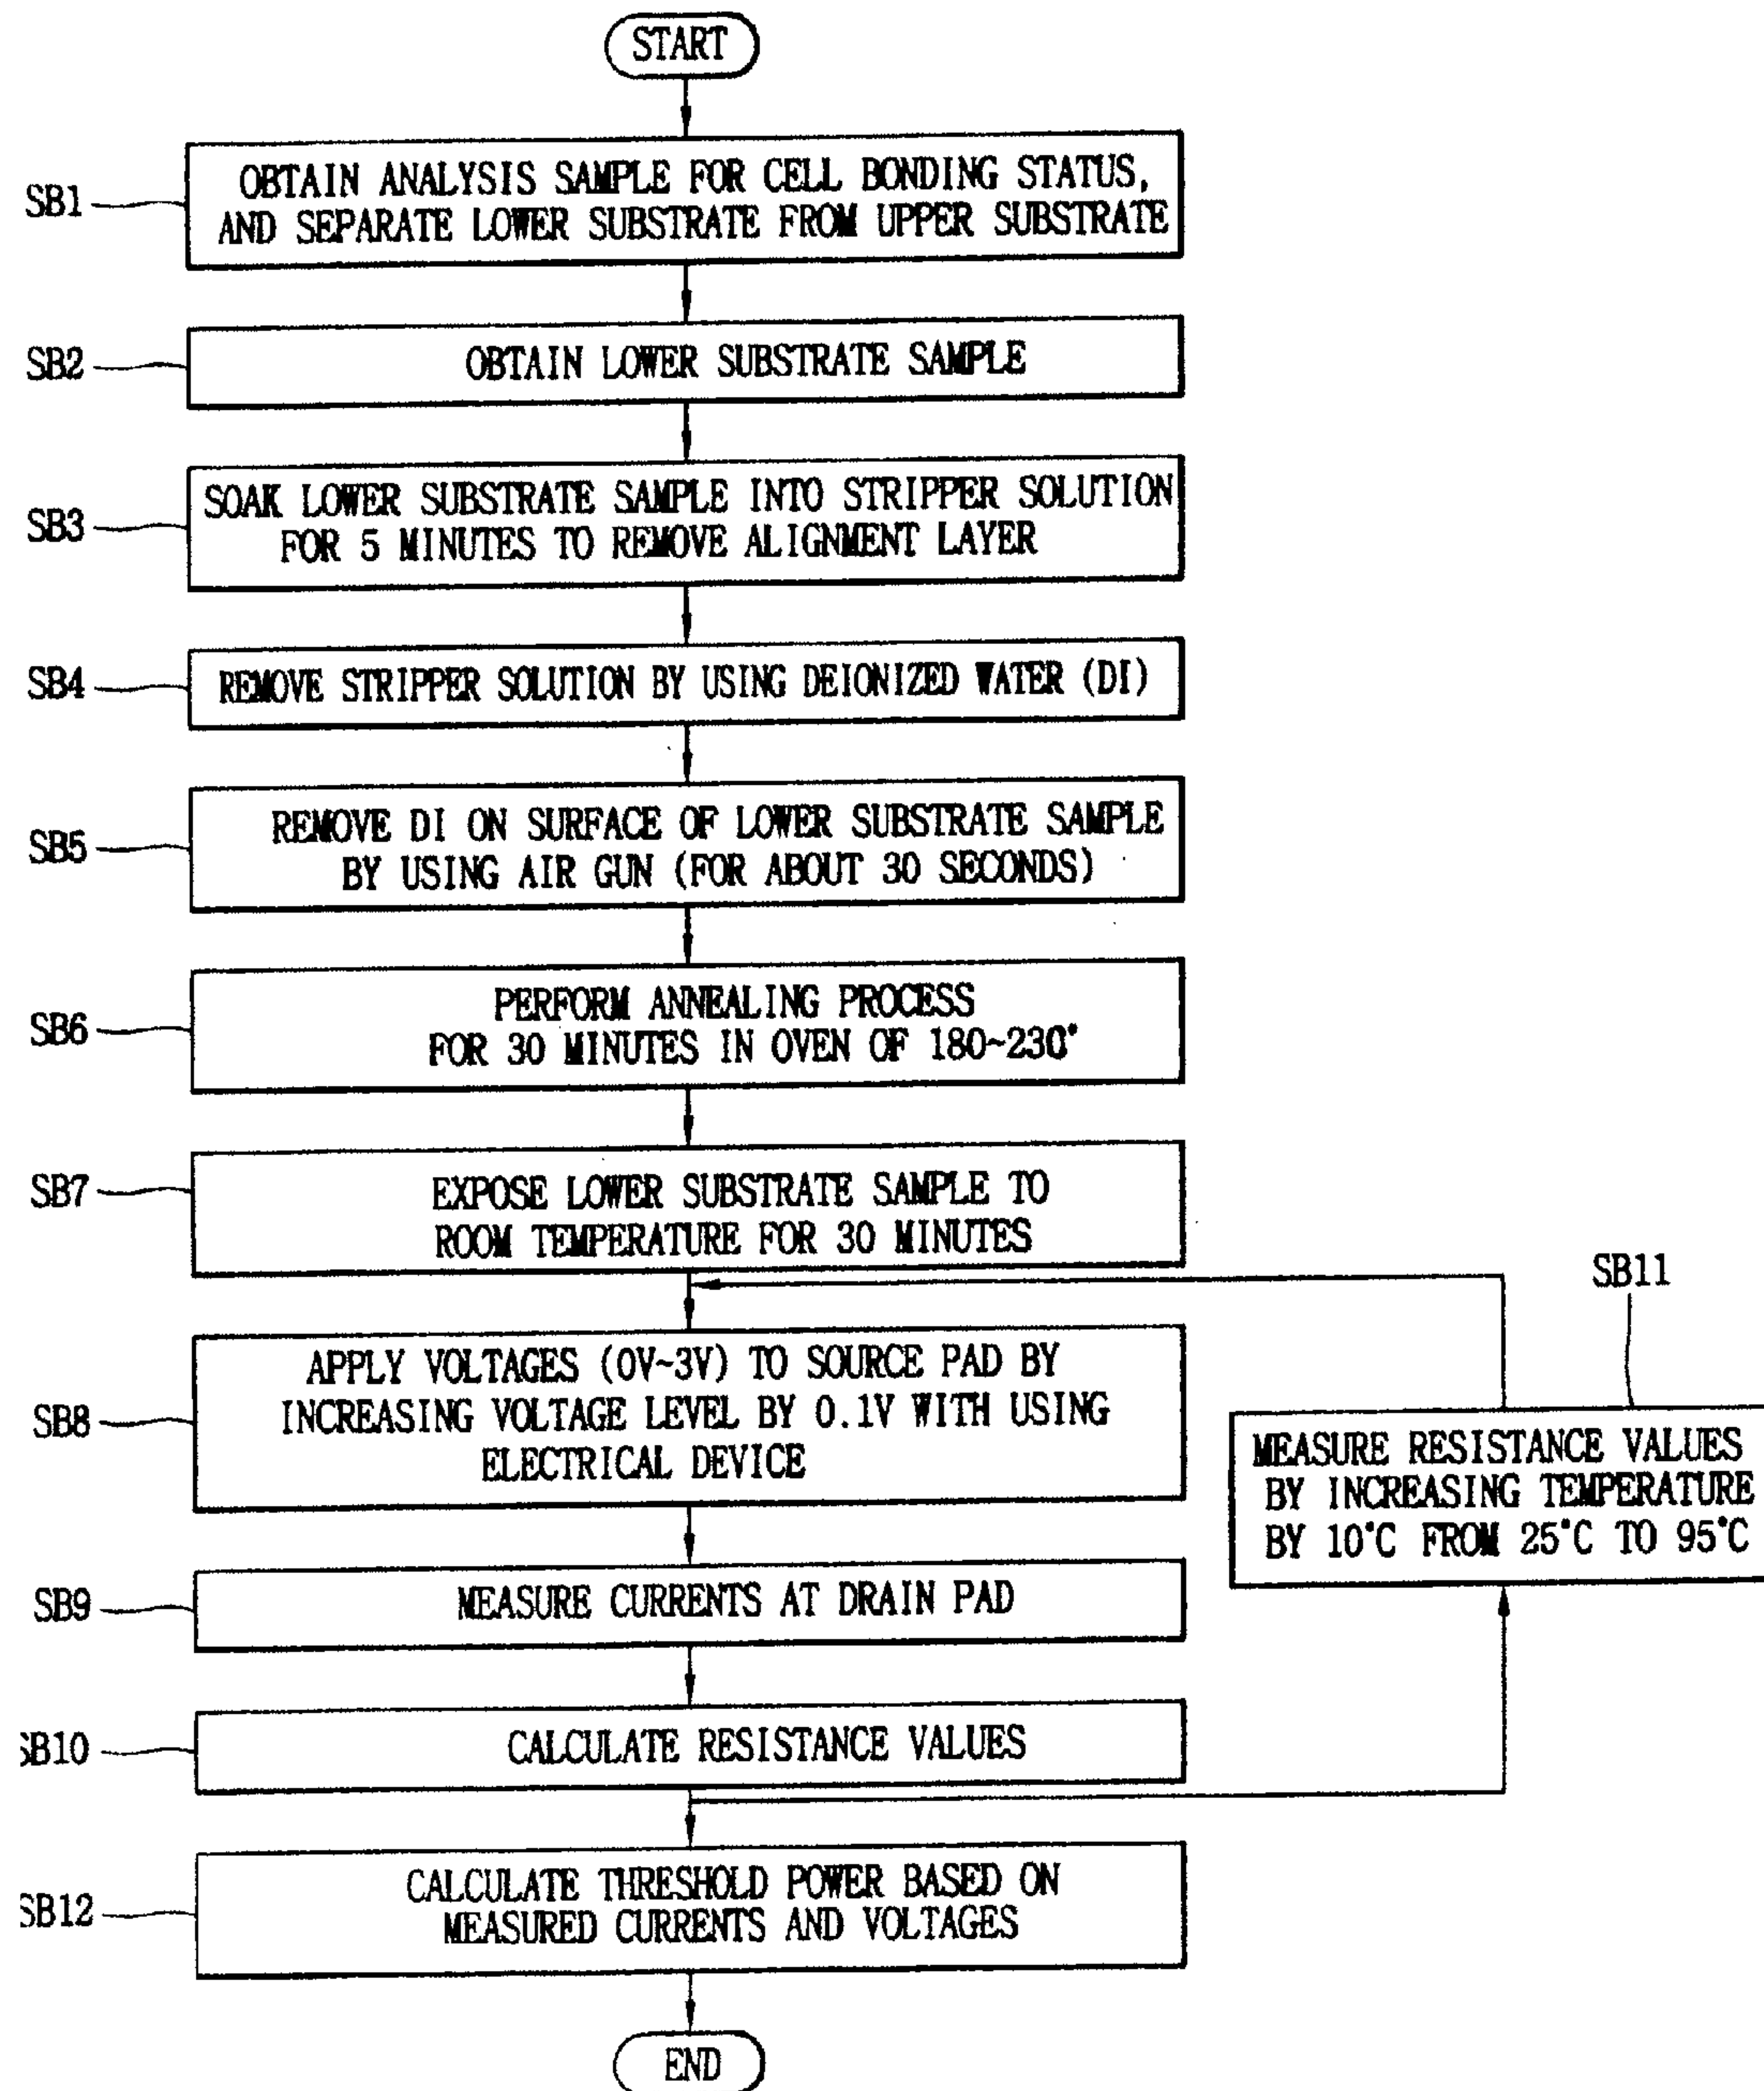 START
SB1
OBTAIN ANALYSIS SAMPLE FOR CELL BONDING STATUS,
AND SEPARATE LOWER SUBSTRATE FROM UPPER SUBSTRATE
SB2
OBTAIN LOWER SUBSTRATE SAMPLE
SB3
SOAK LOWER SUBSTRATE SAMPLE INTO STRIPPER SOLUTION
FOR 5 MINUTES TO REMOVE ALIGNMENT LAYER
SB4
REMOVE STRIPPER SOLUTION BY USING DEIONIZED WATER (DI)
SB5
REMOVE DI ON SURFACE OF LOWER SUBSTRATE SAMPLE
BY USING AIR GUN (FOR ABOUT 30 SECONDS)
SB6
PERFORM ANNEALING PROCESS
FOR 30 MINUTES IN OVEN OF 180~230°
SB7
EXPOSE LOWER SUBSTRATE SAMPLE TO
ROOM TEMPERATURE FOR 30 MINUTES
SB8
APPLY VOLTAGES (0V~3V) TO SOURCE PAD BY
INCREASING VOLTAGE LEVEL BY 0.1V WITH USING
ELECTRICAL DEVICE
SB9
MEASURE CURRENTS AT DRAIN PAD
SB10
CALCULATE RESISTANCE VALUES
SB11
MEASURE RESISTANCE VALUES
BY INCREASING TEMPERATURE
BY 10°C FROM 25°C TO 95°C
SB12
CALCULATE THRESHOLD POWER BASED ON
MEASURED CURRENTS AND VOLTAGES
END